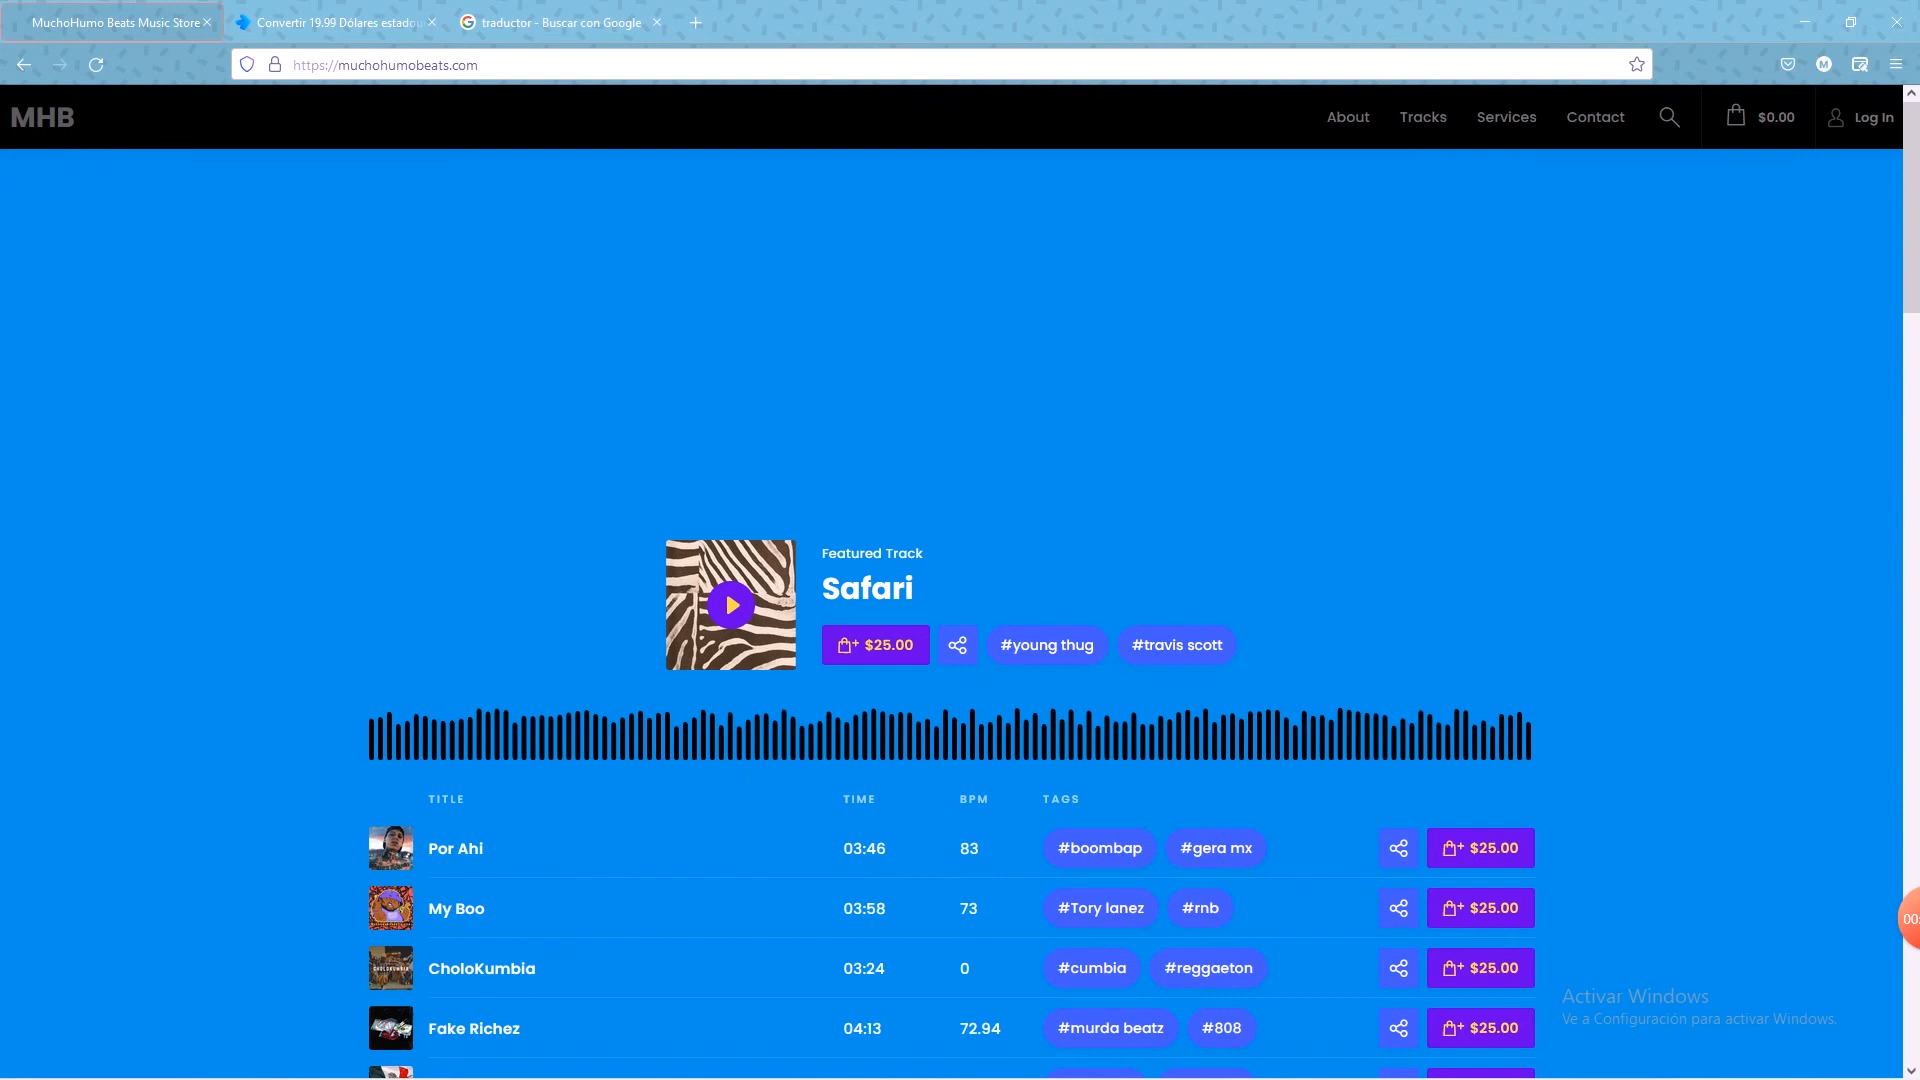 MuchoHumo Beats Music Store
Convertir 19.99 Dólares estadou
traductor - Buscar con Google
https://muchohumobeats.com
M
MHB
About
Tracks
Services
Contact
$0.00
Log In
Featured Track
Safari
$25.00
#young thug
#travis scott
TITLE TIME BPM TAGS
Por Ahi 03:46 83 #boombap #gera mx $25.00
My Boo 03:58 73 #Tory lanez #rnb $25.00
CHOLOKUMBIA
CholoKumbia 03:24 0 #cumbia #reggaeton $25.00
Fake Richez 04:13 72.94 #murda beatz #808 $25.00
00:
Activar Windows
Ve a Configuración para activar Windows.